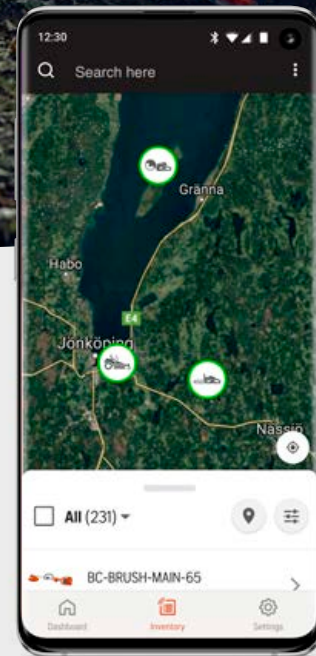 12:30
Search here
Gränna
Habo
E4
Jönköping
Nässjö
All (231)
BC-BRUSH-MAIN-65
Dashboard
Inventory
Settings